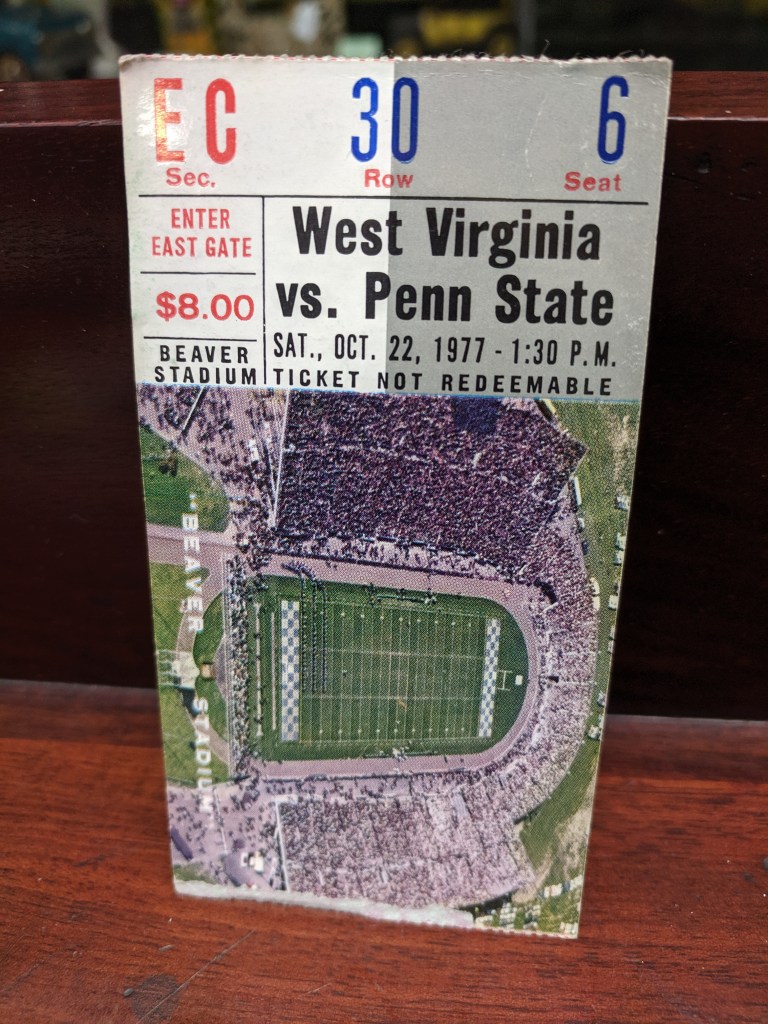 EC 30 6
Sec. Row Seat
ENTER
EAST GATE
$8.00
BEAVER
STADIUM
West Virginia
vs. Penn State
SAT., OCT. 22, 1977 - 1:30 P.M.
TICKET NOT REDEEMABLE
"BEAVER STADIUM"